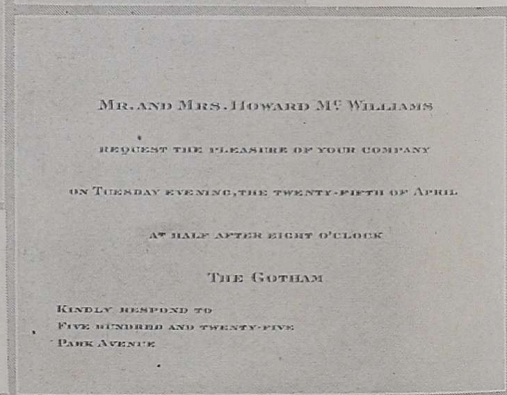 Mr. and Mrs. Howard Mc Williams
request the pleasure of your company
on Tuesday evening, the twenty-fifth of April
at half after eight o'clock
The Gotham
Kindly respond to
Five hundred and twenty-five
Park Avenue